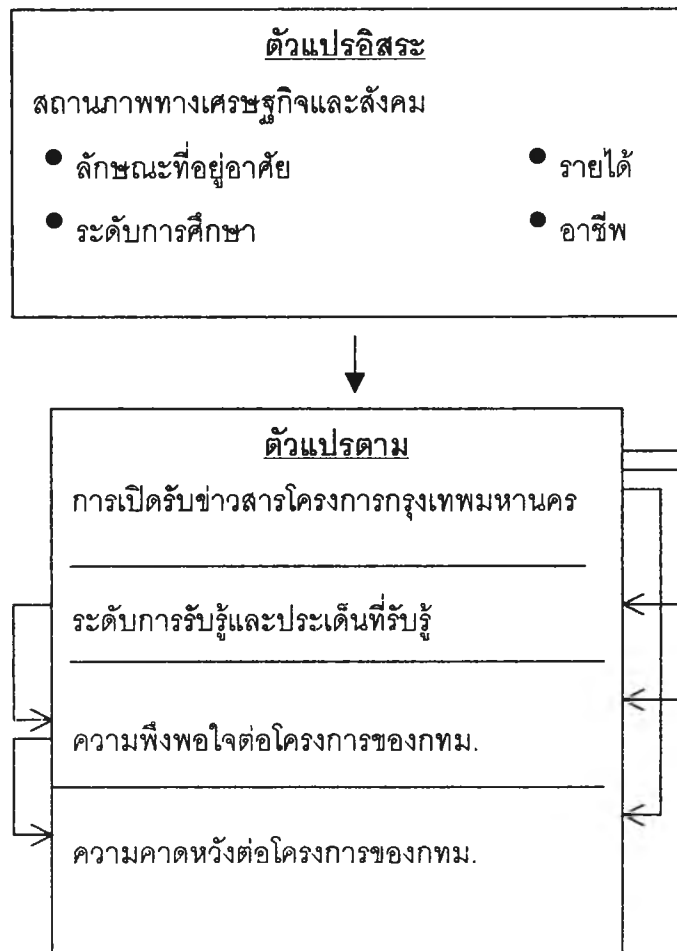 ตัวแปรอิสระ
สถานภาพทางเศรษฐกิจและสังคม
● ลักษณะที่อยู่อาศัย ● รายได้
● ระดับการศึกษา ● อาชีพ
ตัวแปรตาม
การเปิดรับข่าวสารโครงการกรุงเทพมหานคร
ระดับการรับรู้และประเด็นที่รับรู้
ความพึงพอใจต่อโครงการของกทม.
ความคาดหวังต่อโครงการของกทม.